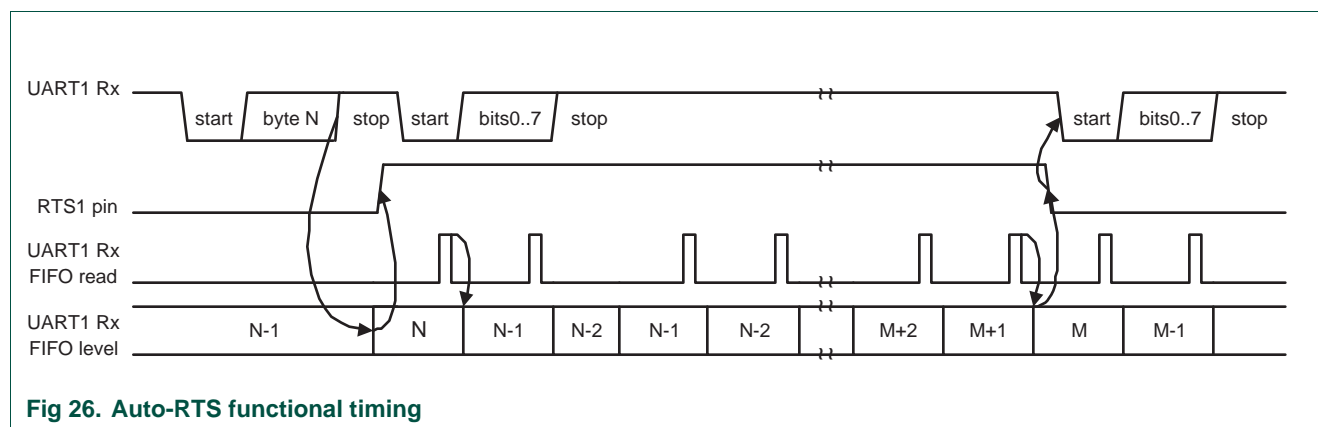 UART1 Rx
start byte N stop start bits0..7 stop start bits0..7 stop
RTS1 pin
UART1 Rx
FIFO read
UART1 Rx
FIFO level
N-1 N N-1 N-2 N-1 N-2 M+2 M+1 M M-1
Fig 26. Auto-RTS functional timing